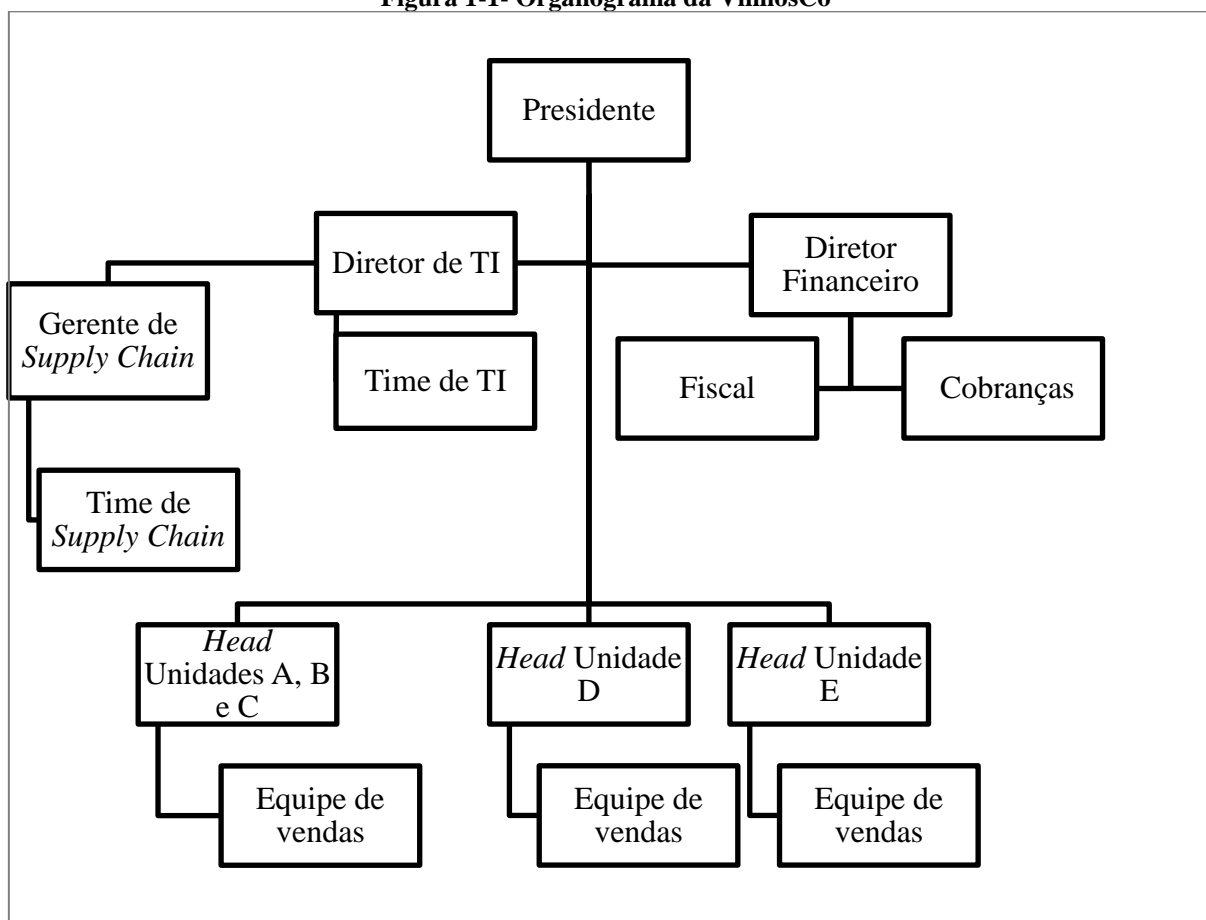 Figura 1-1- Organograma da VinhosCo
Presidente
Diretor de TI
Diretor
Financeiro
Gerente de
Supply Chain
Time de TI
Fiscal
Cobranças
Time de
Supply Chain
Head
Unidades A, B
e C
Head Unidade
D
Head Unidade
E
Equipe de
vendas
Equipe de
vendas
Equipe de
vendas